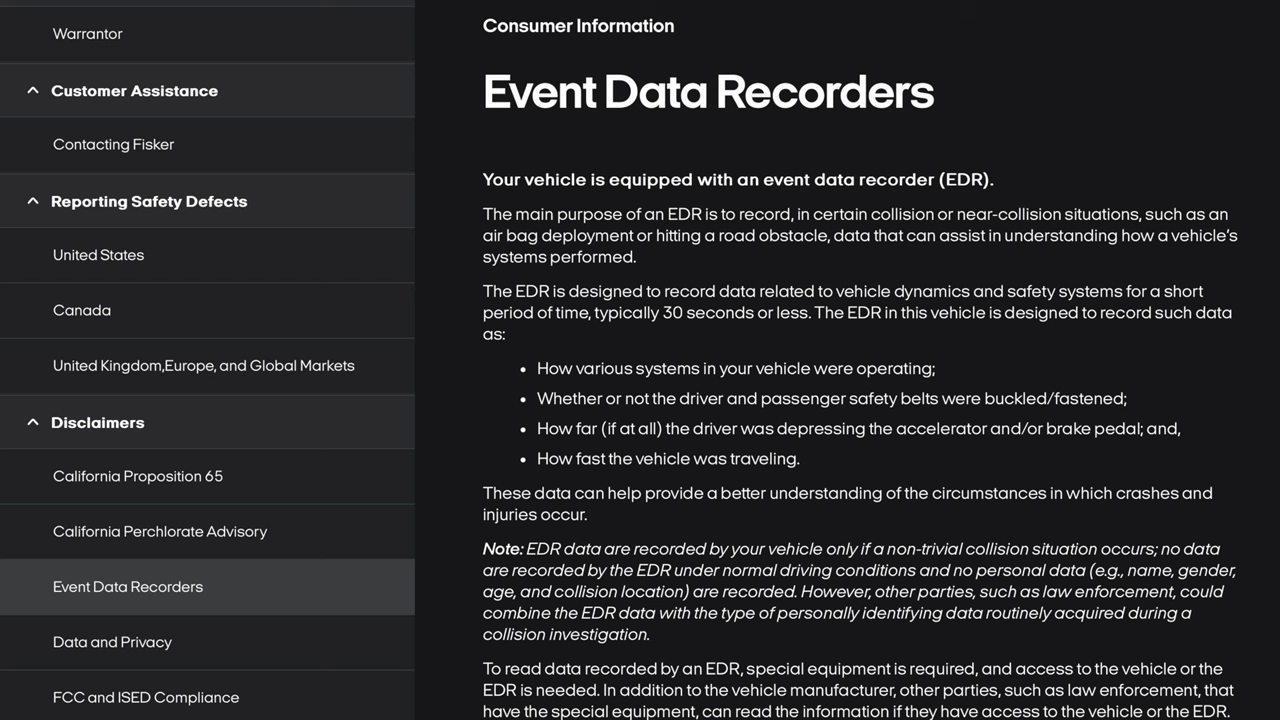 Warrantor
Customer Assistance
Contacting Fisker
Reporting Safety Defects
United States
Canada
United Kingdom,Europe, and Global Markets
Disclaimers
California Proposition 65
California Perchlorate Advisory
Event Data Recorders
Data and Privacy
FCC and ISED Compliance
Consumer Information
Event Data Recorders
Your vehicle is equipped with an event data recorder (EDR).
The main purpose of an EDR is to record, in certain collision or near-collision situations, such as an
air bag deployment or hitting a road obstacle, data that can assist in understanding how a vehicle's
systems performed.
The EDR is designed to record data related to vehicle dynamics and safety systems for a short
period of time, typically 30 seconds or less. The EDR in this vehicle is designed to record such data
as:
• How various systems in your vehicle were operating;
• Whether or not the driver and passenger safety belts were buckled/fastened;
• How far (if at all) the driver was depressing the accelerator and/or brake pedal; and,
• How fast the vehicle was traveling.
These data can help provide a better understanding of the circumstances in which crashes and
injuries occur.
Note: EDR data are recorded by your vehicle only if a non-trivial collision situation occurs; no data
are recorded by the EDR under normal driving conditions and no personal data (e.g., name, gender,
age, and collision location) are recorded. However, other parties, such as law enforcement, could
combine the EDR data with the type of personally identifying data routinely acquired during a
collision investigation.
To read data recorded by an EDR, special equipment is required, and access to the vehicle or the
EDR is needed. In addition to the vehicle manufacturer, other parties, such as law enforcement, that
have the special equipment, can read the information if they have access to the vehicle or the EDR.